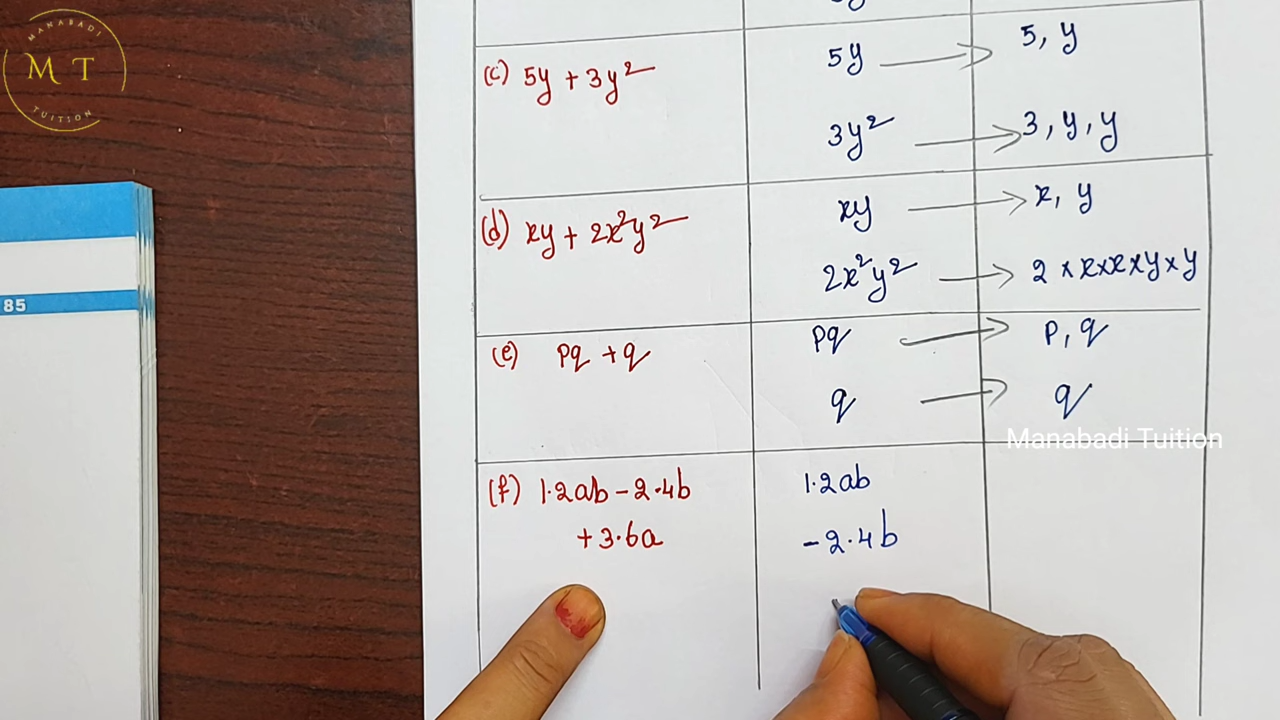 MANABADI
M T
TUITION
85
(c) 5y + 3y²
5y → 5, y
3y² → 3, y, y
(d) xy + 2x²y²
xy → x, y
2x²y² → 2 × x × x × y × y
(e) pq + q
pq → p, q
q → q
Manabadi Tuition
(f) 1.2ab - 2.4b
+ 3.6a
1.2ab
- 2.4b